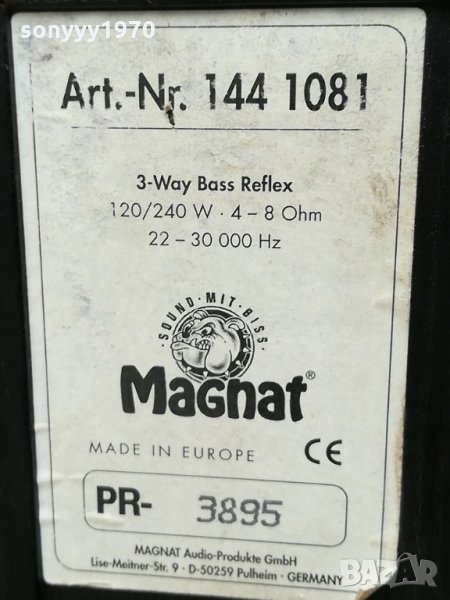 sonyyy1970
Art.-Nr. 144 1081
3-Way Bass Reflex
120/240 W · 4 – 8 Ohm
22 – 30 000 Hz
SOUND·MIT·BISS·
Magnat®
MADE IN EUROPE CE
PR- 3895
MAGNAT Audio-Produkte GmbH
Lise-Meitner-Str. 9 · D-50259 Pulheim · GERMANY
БАZАР